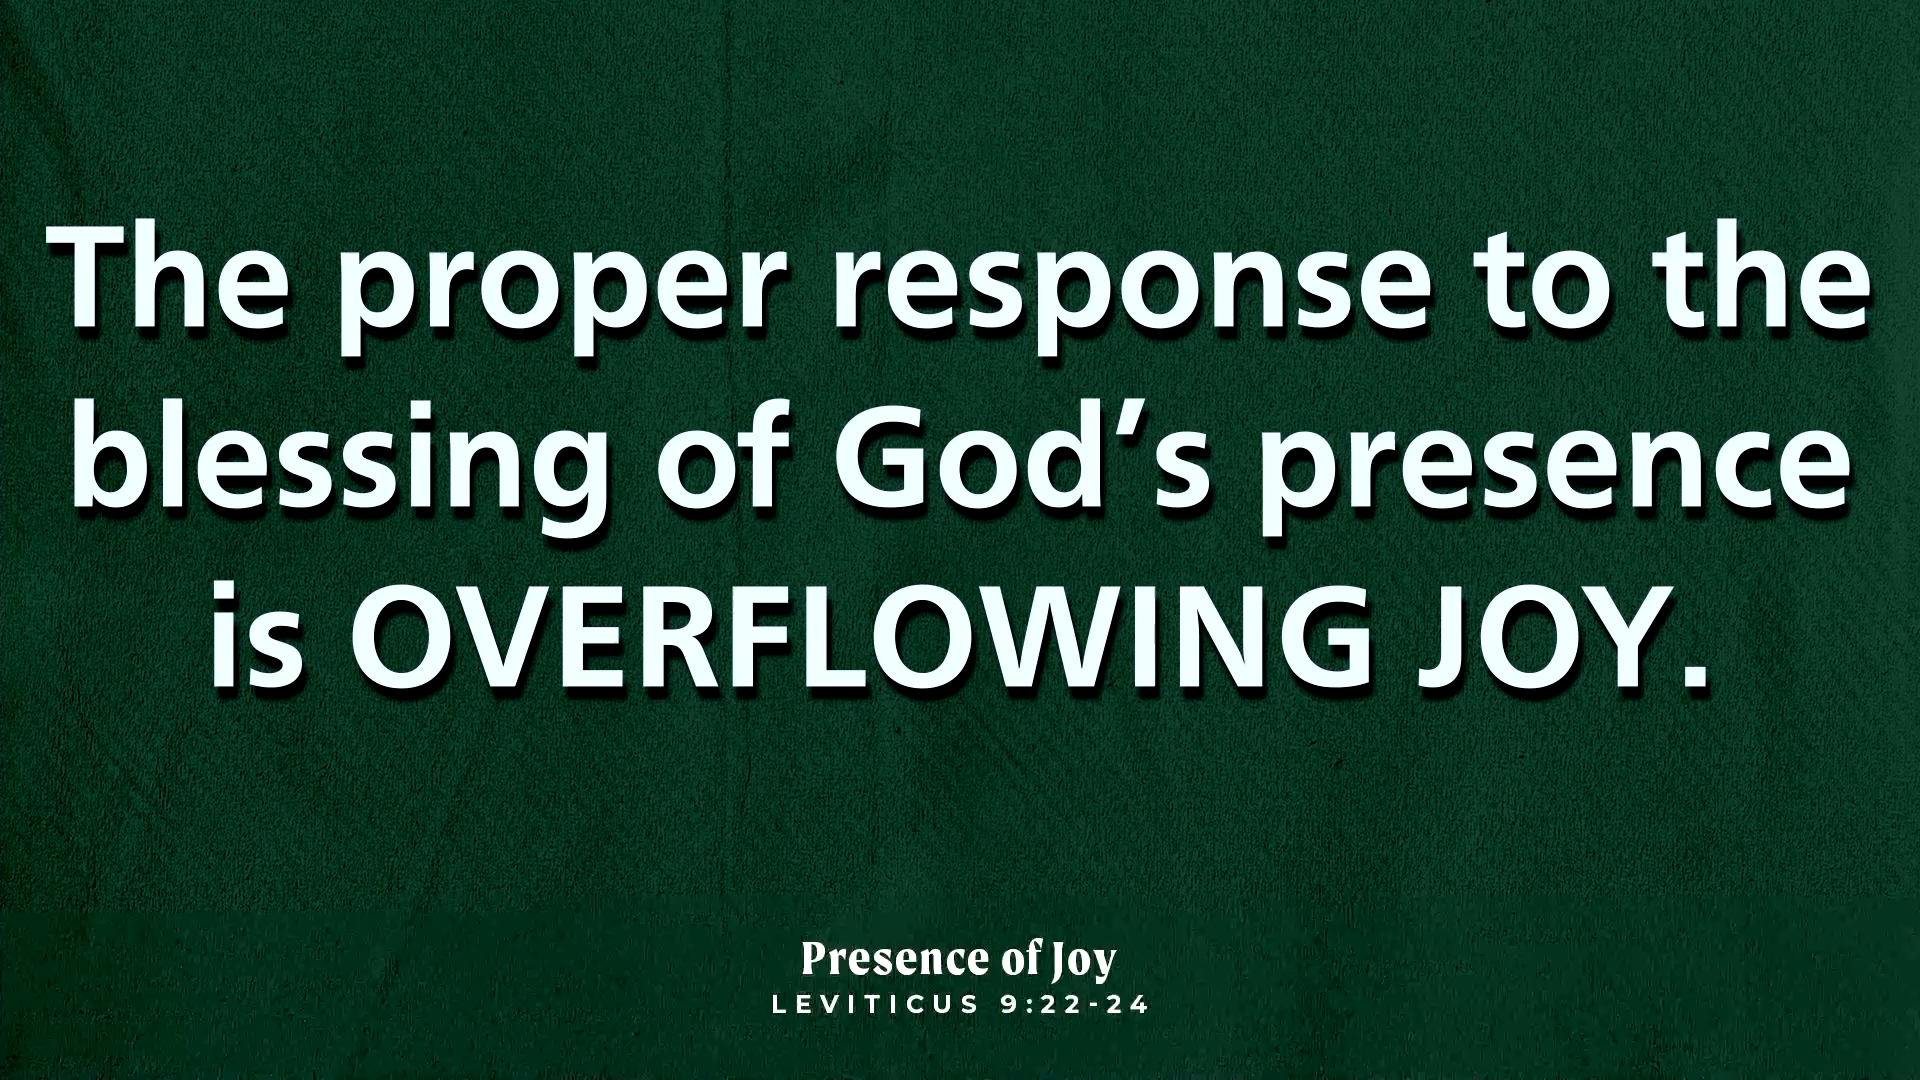 The proper response to the
blessing of God’s presence
is OVERFLOWING JOY.
Presence of Joy
LEVITICUS 9:22-24